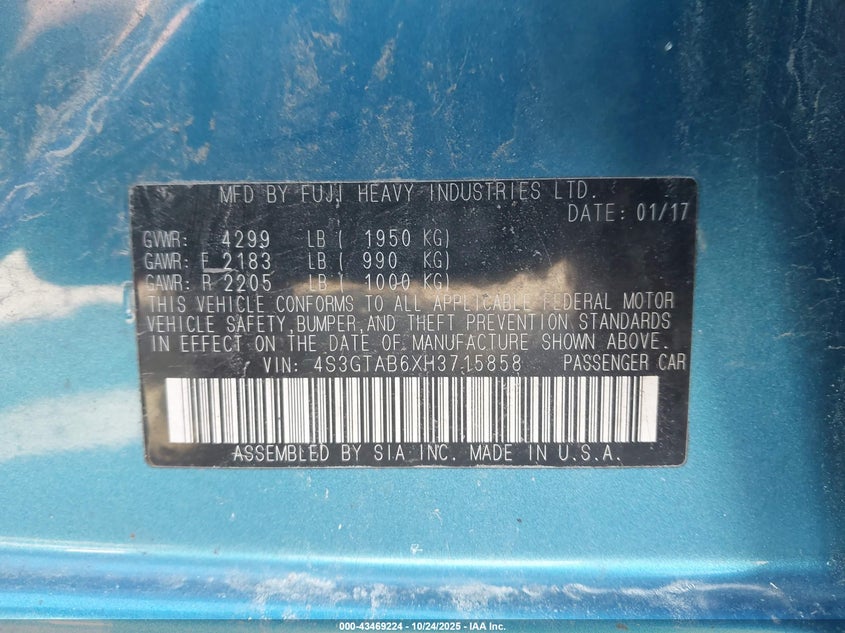 MFD BY FUJI HEAVY INDUSTRIES LTD.
DATE: 01/17
GVWR: 4299 LB ( 1950 KG)
GAWR: F 2183 LB ( 990 KG)
GAWR: R 2205 LB ( 1000 KG)
THIS VEHICLE CONFORMS TO ALL APPLICABLE FEDERAL MOTOR
VEHICLE SAFETY,BUMPER,AND THEFT PREVENTION STANDARDS
IN EFFECT ON THE DATE OF MANUFACTURE SHOWN ABOVE.
VIN: 4S3GTAB6XH3715858 PASSENGER CAR
ASSEMBLED BY SIA INC. MADE IN U.S.A.
000-43469224 - 10/24/2025 - IAA Inc.